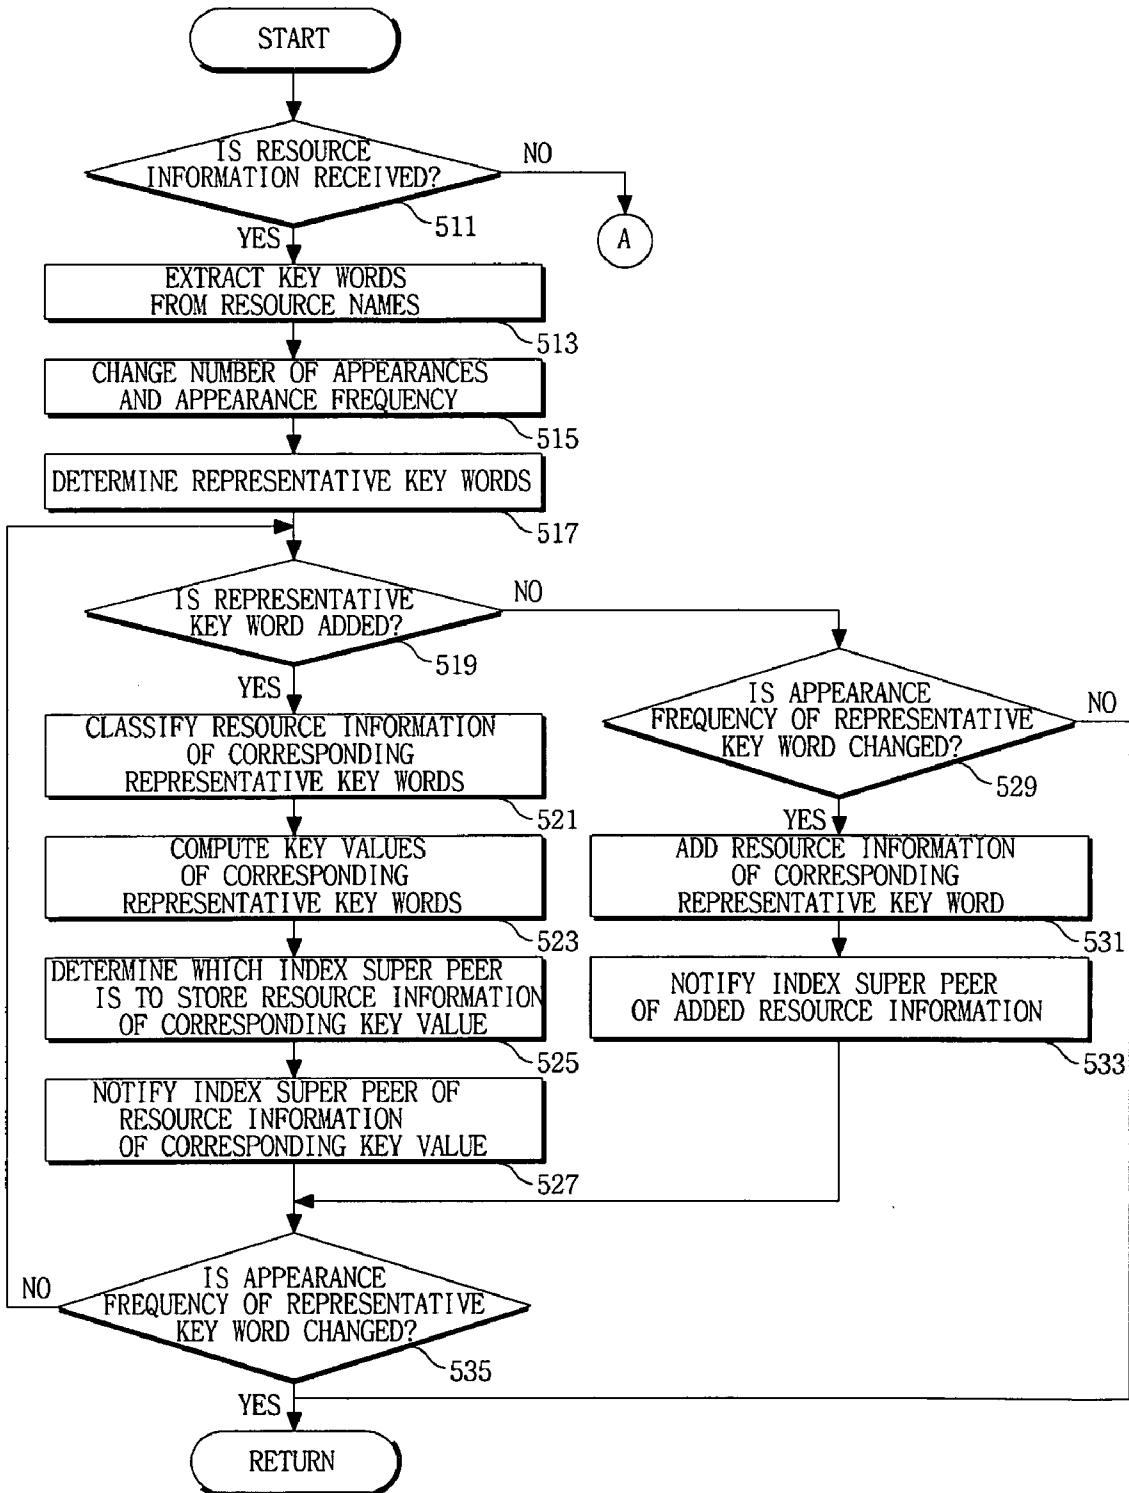 START
IS RESOURCE
INFORMATION RECEIVED?
NO
511
A
YES
EXTRACT KEY WORDS
FROM RESOURCE NAMES
513
CHANGE NUMBER OF APPEARANCES
AND APPEARANCE FREQUENCY
515
DETERMINE REPRESENTATIVE KEY WORDS
517
IS REPRESENTATIVE
KEY WORD ADDED?
NO
519
YES
CLASSIFY RESOURCE INFORMATION
OF CORRESPONDING
REPRESENTATIVE KEY WORDS
521
COMPUTE KEY VALUES
OF CORRESPONDING
REPRESENTATIVE KEY WORDS
523
DETERMINE WHICH INDEX SUPER PEER
IS TO STORE RESOURCE INFORMATION
OF CORRESPONDING KEY VALUE
525
NOTIFY INDEX SUPER PEER OF
RESOURCE INFORMATION
OF CORRESPONDING KEY VALUE
527
IS APPEARANCE
FREQUENCY OF REPRESENTATIVE
KEY WORD CHANGED?
NO
529
YES
ADD RESOURCE INFORMATION
OF CORRESPONDING
REPRESENTATIVE KEY WORD
531
NOTIFY INDEX SUPER PEER
OF ADDED RESOURCE INFORMATION
533
IS APPEARANCE
FREQUENCY OF REPRESENTATIVE
KEY WORD CHANGED?
NO
535
YES
RETURN